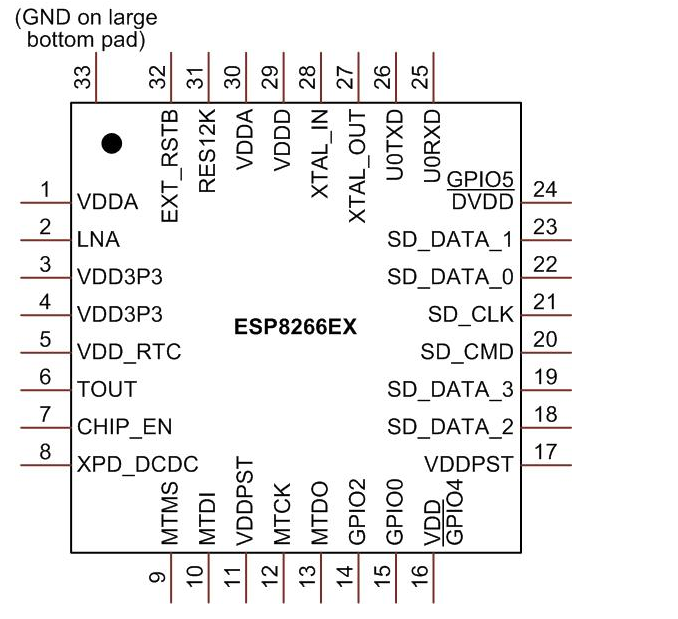 (GND on large
bottom pad)
33
32
31
30
29
28
27
26
25
EXT_RSTB
RES12K
VDDA
VDDD
XTAL_IN
XTAL_OUT
U0TXD
U0RXD
1 VDDA
2 LNA
3 VDD3P3
4 VDD3P3
5 VDD_RTC
6 TOUT
7 CHIP_EN
8 XPD_DCDC
ESP8266EX
GPIO5
DVDD 24
SD_DATA_1 23
SD_DATA_0 22
SD_CLK 21
SD_CMD 20
SD_DATA_3 19
SD_DATA_2 18
VDDPST 17
MTMS
MTDI
VDDPST
MTCK
MTDO
GPIO2
GPIO0
VDD
GPIO4
9
10
11
12
13
14
15
16